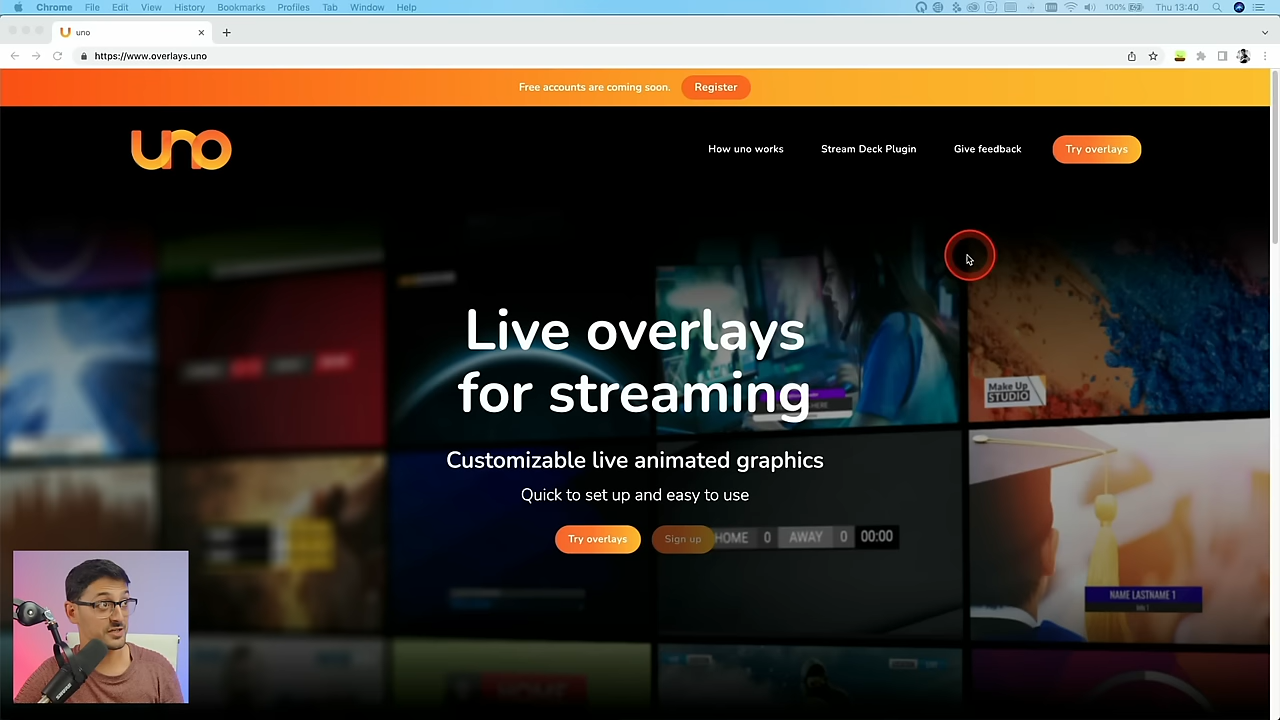 Chrome File Edit View History Bookmarks Profiles Tab Window Help 100% Thu 13:40
uno
https://www.overlays.uno
Free accounts are coming soon. Register
uno
How uno works Stream Deck Plugin Give feedback Try overlays
Live overlays
for streaming
Make Up
STUDIO
Customizable live animated graphics
Quick to set up and easy to use
Try overlays Sign up
HOME 0 AWAY 0 00:00
NAME LASTNAME 1
HOME